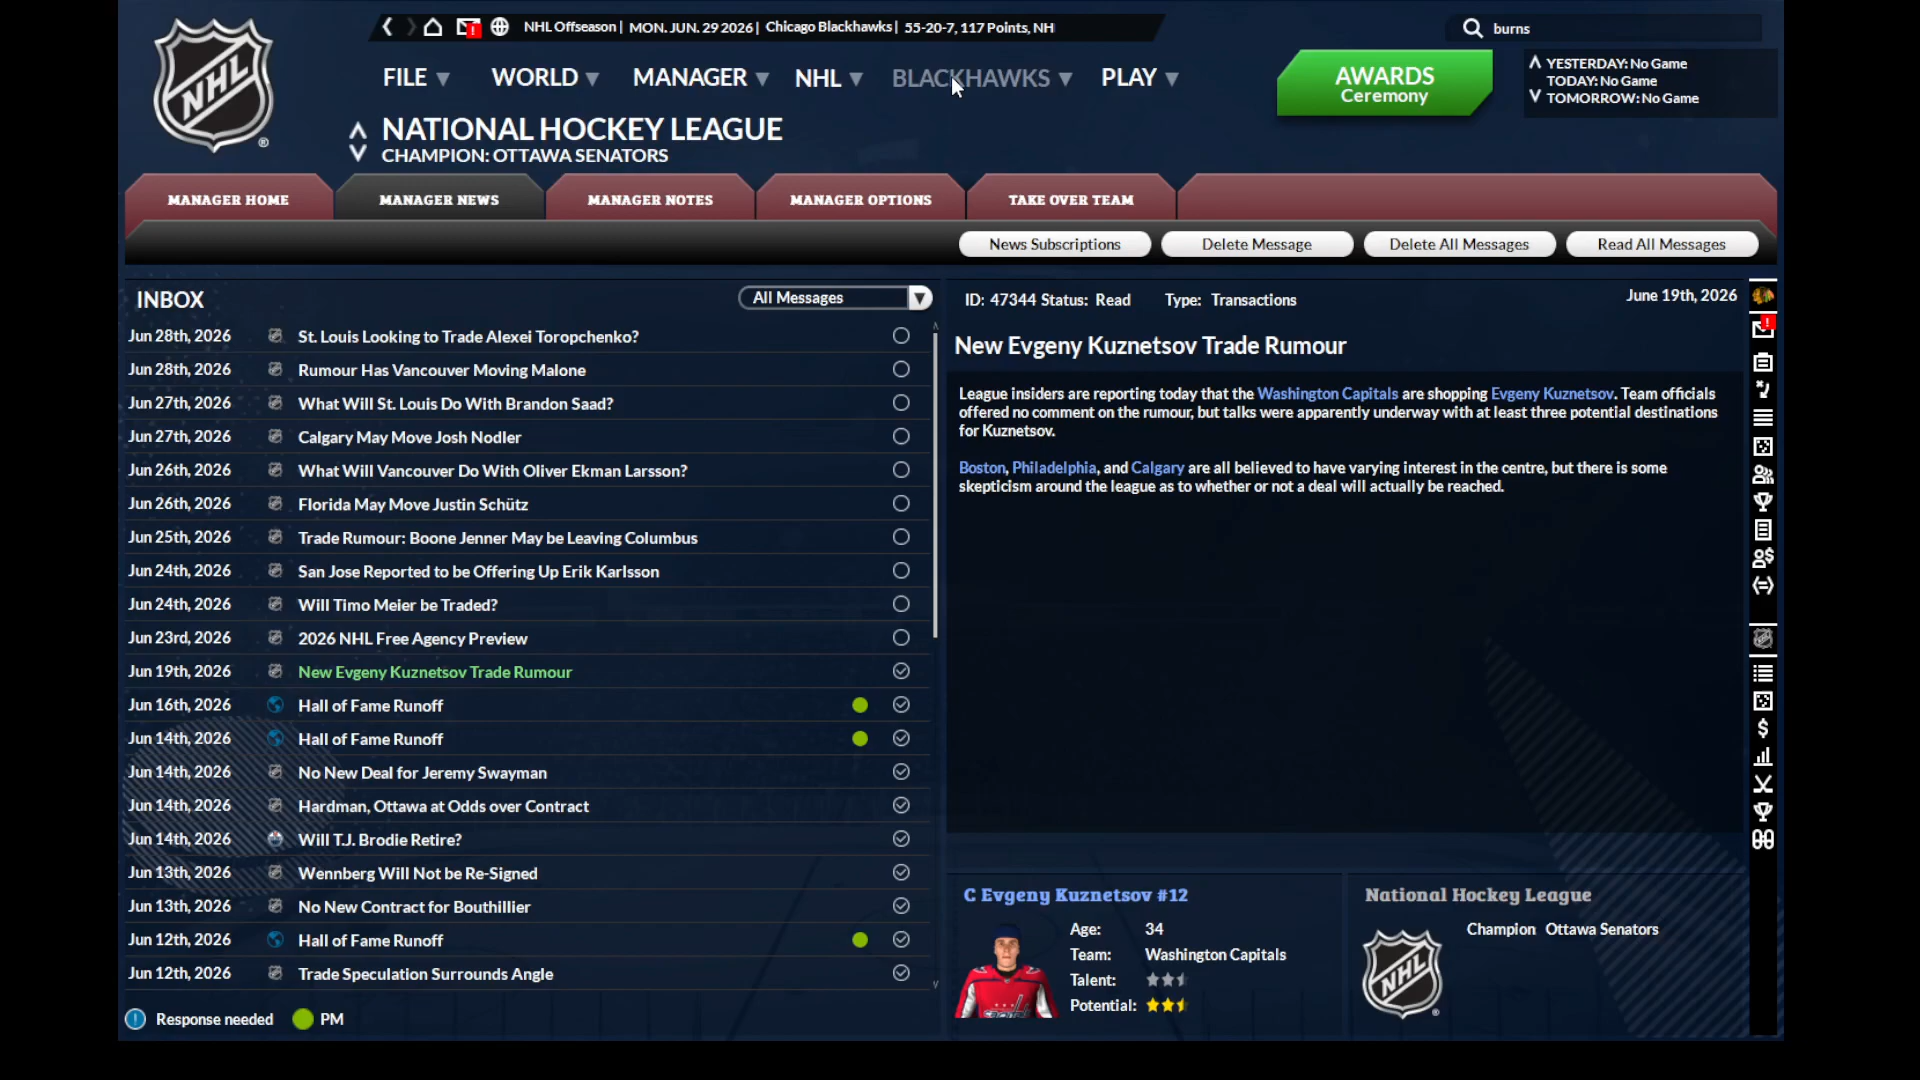 NHL Offseason | MON. JUN. 29 2026 | Chicago Blackhawks | 55-20-7, 117 Points, NH
burns
FILE
WORLD
MANAGER
NHL
BLACKHAWKS
PLAY
AWARDS
Ceremony
YESTERDAY: No Game
TODAY: No Game
TOMORROW: No Game
NHL
NATIONAL HOCKEY LEAGUE
CHAMPION: OTTAWA SENATORS
MANAGER HOME
MANAGER NEWS
MANAGER NOTES
MANAGER OPTIONS
TAKE OVER TEAM
News Subscriptions
Delete Message
Delete All Messages
Read All Messages
INBOX
All Messages
Jun 28th, 2026 St. Louis Looking to Trade Alexei Toropchenko?
Jun 28th, 2026 Rumour Has Vancouver Moving Malone
Jun 27th, 2026 What Will St. Louis Do With Brandon Saad?
Jun 27th, 2026 Calgary May Move Josh Nodler
Jun 26th, 2026 What Will Vancouver Do With Oliver Ekman Larsson?
Jun 26th, 2026 Florida May Move Justin Schütz
Jun 25th, 2026 Trade Rumour: Boone Jenner May be Leaving Columbus
Jun 24th, 2026 San Jose Reported to be Offering Up Erik Karlsson
Jun 24th, 2026 Will Timo Meier be Traded?
Jun 23rd, 2026 2026 NHL Free Agency Preview
Jun 19th, 2026 New Evgeny Kuznetsov Trade Rumour
Jun 16th, 2026 Hall of Fame Runoff
Jun 14th, 2026 Hall of Fame Runoff
Jun 14th, 2026 No New Deal for Jeremy Swayman
Jun 14th, 2026 Hardman, Ottawa at Odds over Contract
Jun 14th, 2026 Will T.J. Brodie Retire?
Jun 13th, 2026 Wennberg Will Not be Re-Signed
Jun 13th, 2026 No New Contract for Bouthillier
Jun 12th, 2026 Hall of Fame Runoff
Jun 12th, 2026 Trade Speculation Surrounds Angle
! Response needed
PM
ID: 47344 Status: Read Type: Transactions
June 19th, 2026
New Evgeny Kuznetsov Trade Rumour
League insiders are reporting today that the Washington Capitals are shopping Evgeny Kuznetsov. Team officials
offered no comment on the rumour, but talks were apparently underway with at least three potential destinations
for Kuznetsov.
Boston, Philadelphia, and Calgary are all believed to have varying interest in the centre, but there is some
skepticism around the league as to whether or not a deal will actually be reached.
C Evgeny Kuznetsov #12
Age: 34
Team: Washington Capitals
Talent:
Potential:
National Hockey League
Champion Ottawa Senators
NHL